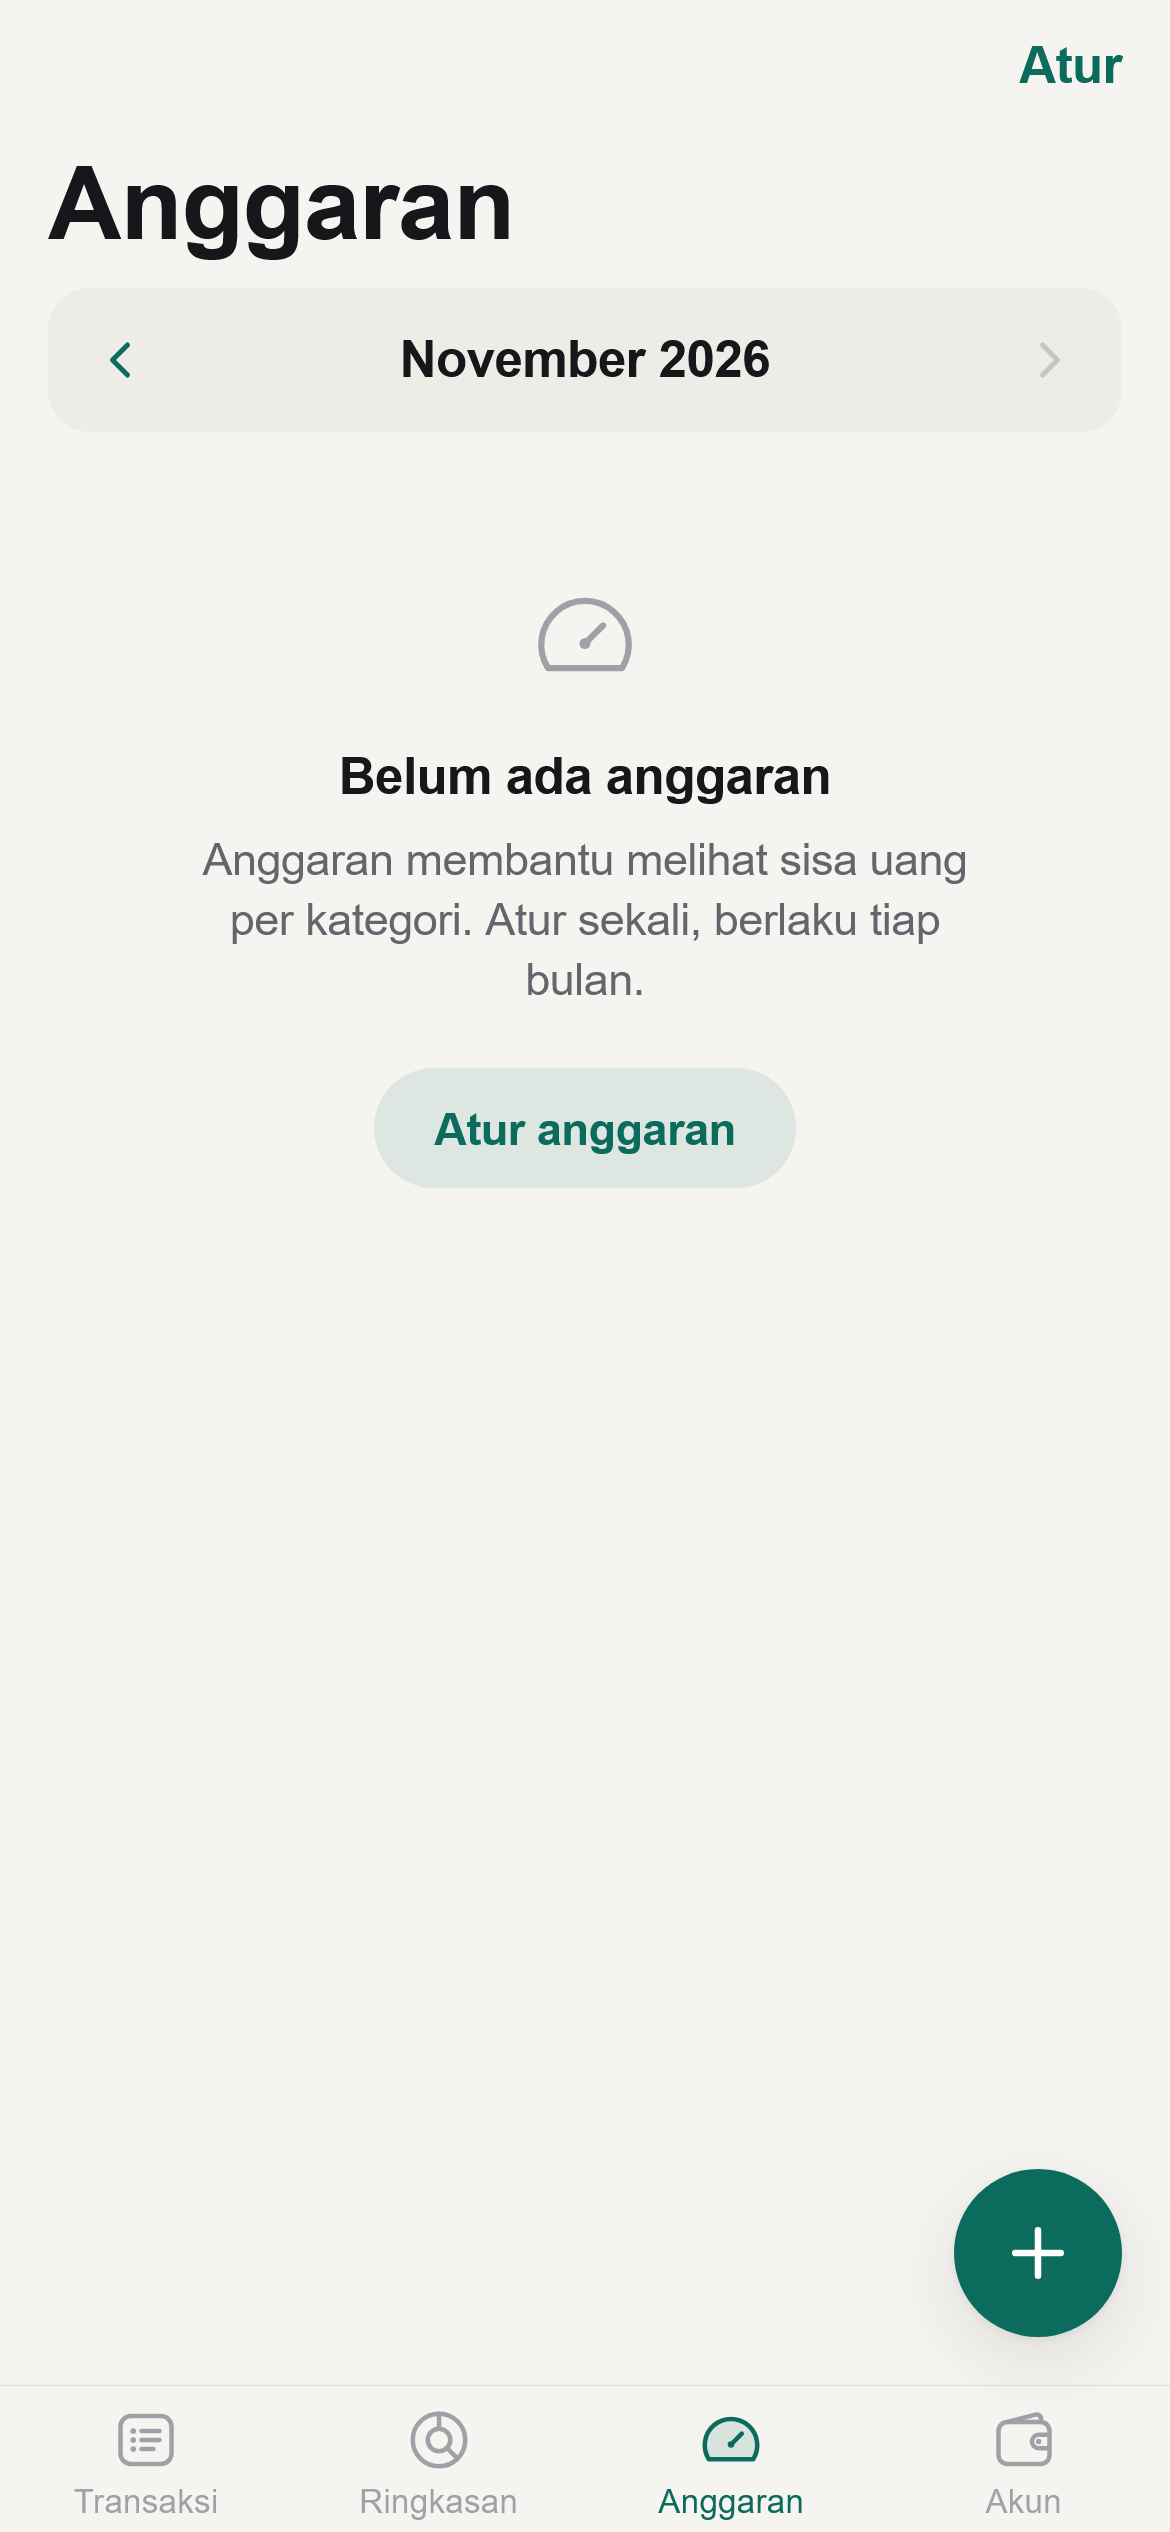 Atur
Anggaran
November 2026
Belum ada anggaran
Anggaran membantu melihat sisa uang
per kategori. Atur sekali, berlaku tiap
bulan.
Atur anggaran
Transaksi
Ringkasan
Anggaran
Akun